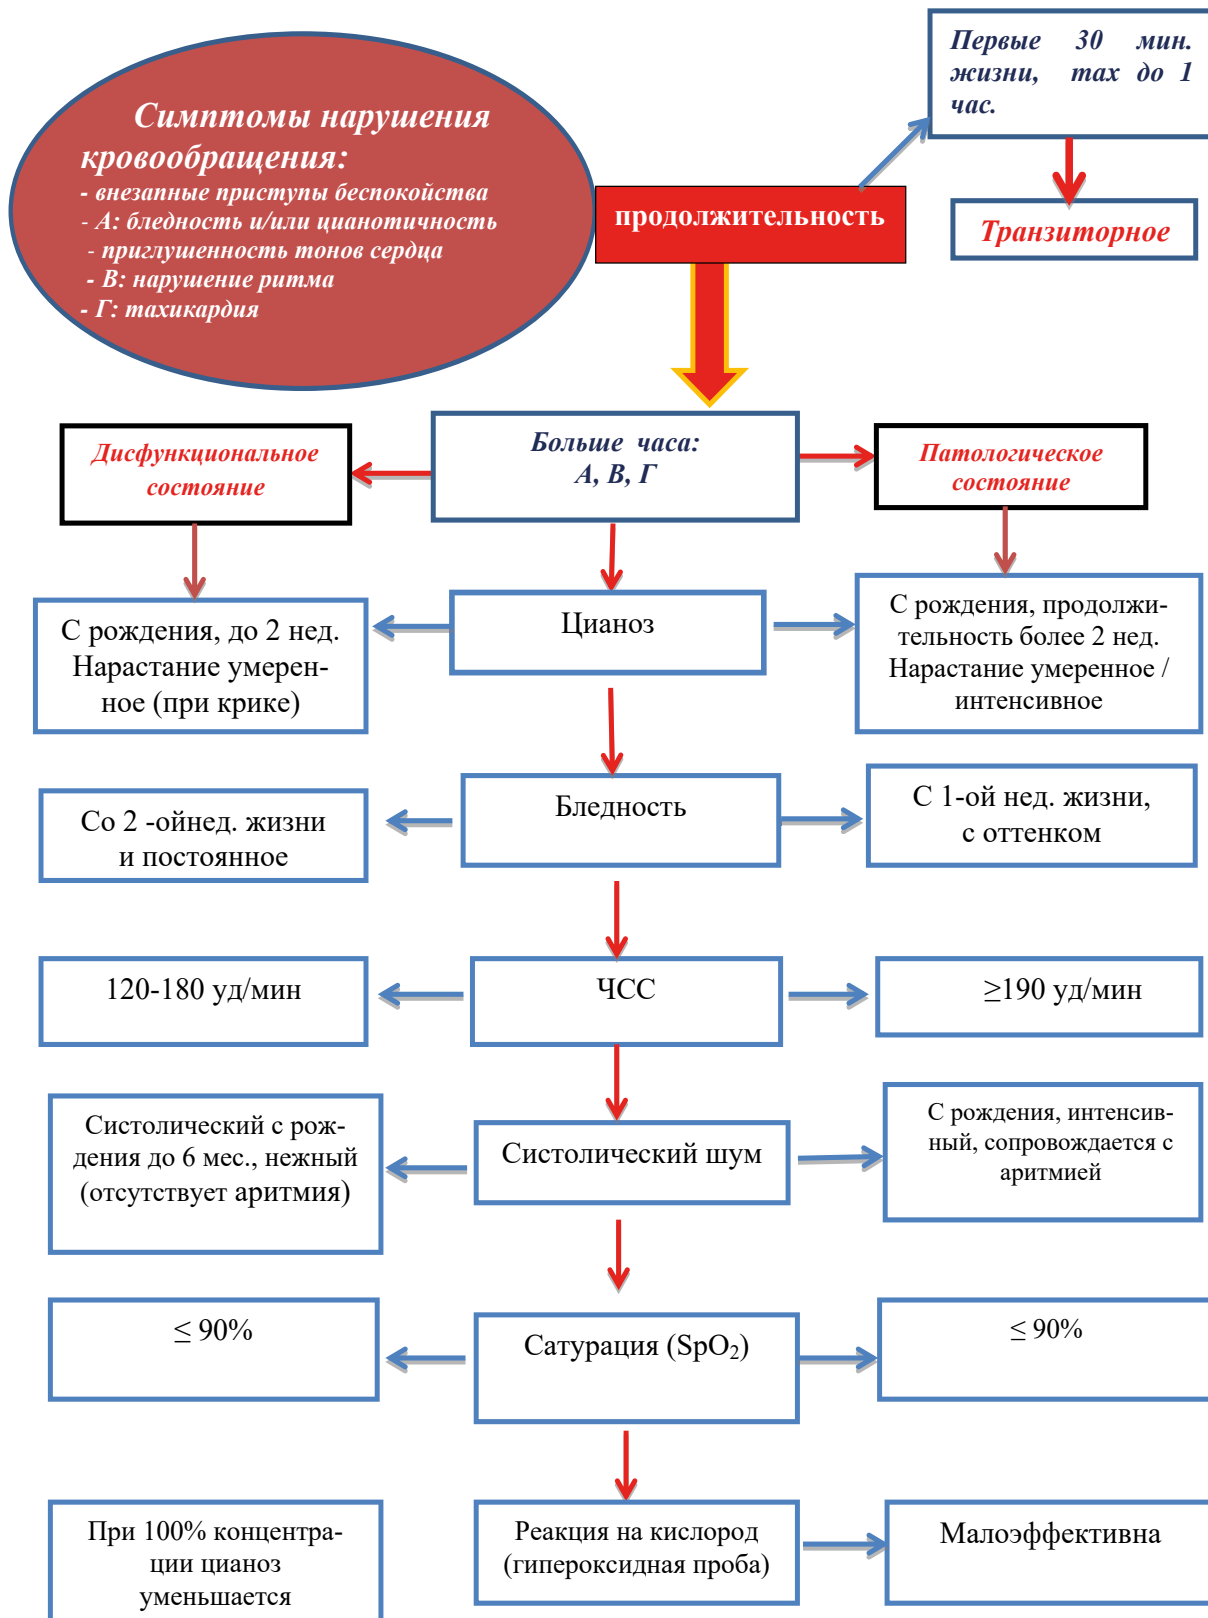 Симптомы нарушения
кровообращения:
- внезапные приступы беспокойства
- А: бледность и/или цианотичность
- приглушенность тонов сердца
- В: нарушение ритма
- Г: тахикардия
Первые 30 мин.
жизни, max до 1
час.
продолжительность
Транзиторное
Дисфункциональное
состояние
Больше часа:
А, В, Г
Патологическое
состояние
С рождения, до 2 нед.
Нарастание умерен-
ное (при крике)
Цианоз
С рождения, продолжи-
тельность более 2 нед.
Нарастание умеренное /
интенсивное
Со 2 -ойнед. жизни
и постоянное
Бледность
С 1-ой нед. жизни,
с оттенком
120-180 уд/мин
ЧСС
≥190 уд/мин
Систолический с рож-
дения до 6 мес., нежный
(отсутствует аритмия)
Систолический шум
С рождения, интенсив-
ный, сопровождается с
аритмией
≤ 90%
Сатурация (SpO₂)
≤ 90%
При 100% концентра-
ции цианоз
уменьшается
Реакция на кислород
(гипероксидная проба)
Малоэффективна